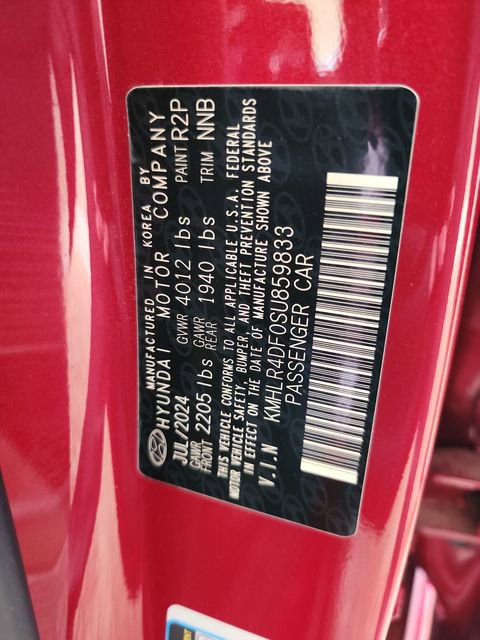 MANUFACTURED IN KOREA BY
HYUNDAI MOTOR COMPANY
JUL/2024 GVWR 4012 lbs PAINT R2P
GAWR FRONT 2205 lbs GAWR REAR 1940 lbs TRIM NNB
THIS VEHICLE CONFORMS TO ALL APPLICABLE U.S.A. FEDERAL
MOTOR VEHICLE SAFETY, BUMPER, AND THEFT PREVENTION STANDARDS
IN EFFECT ON THE DATE OF MANUFACTURE SHOWN ABOVE
V.I.N KMHLR4DF0SU859833
PASSENGER CAR